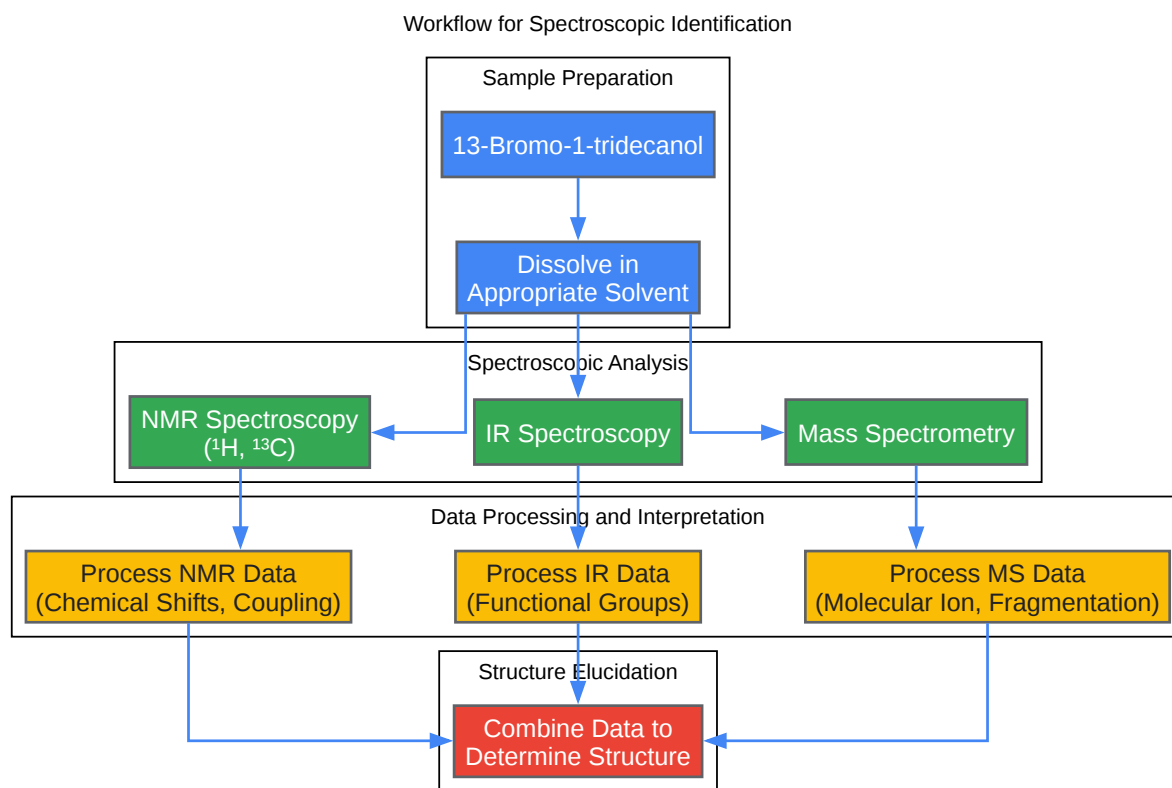 Workflow for Spectroscopic Identification
Sample Preparation
13-Bromo-1-tridecanol
Dissolve in
Appropriate Solvent
Spectroscopic Analysis
NMR Spectroscopy
(¹H, ¹³C)
IR Spectroscopy
Mass Spectrometry
Data Processing and Interpretation
Process NMR Data
(Chemical Shifts, Coupling)
Process IR Data
(Functional Groups)
Process MS Data
(Molecular Ion, Fragmentation)
Structure Elucidation
Combine Data to
Determine Structure